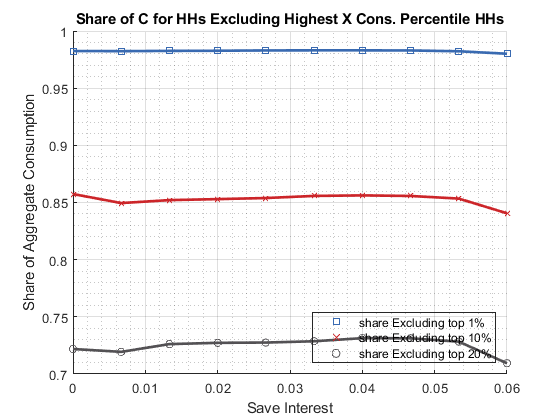 Share of C for HHs Excluding Highest X Cons. Percentile HHs
1
0.95
0.9
0.85
0.8
0.75
0.7
Share of Aggregate Consumption
share Excluding top 1%
share Excluding top 10%
share Excluding top 20%
0 0.01 0.02 0.03 0.04 0.05 0.06
Save Interest